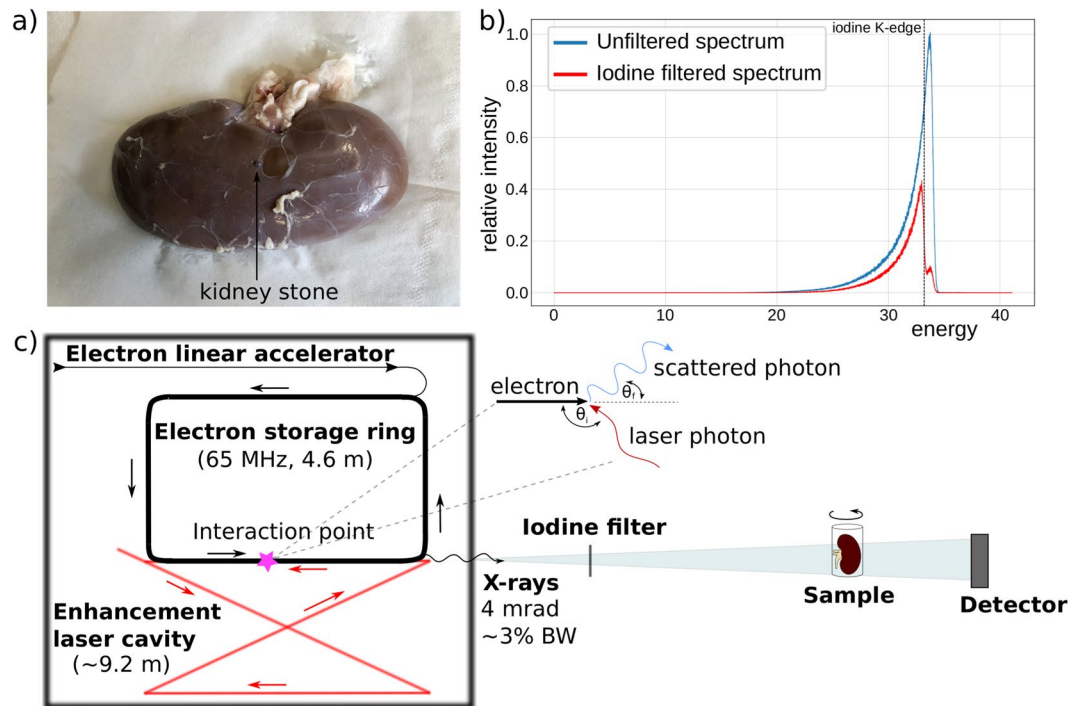 a)
kidney stone
b)
relative intensity
1.0
0.8
0.6
0.4
0.2
0.0
Unfiltered spectrum
Iodine filtered spectrum
iodine K-edge
0
10
20
30
40
energy
c)
Electron linear accelerator
Electron storage ring
(65 MHz, 4.6 m)
Interaction point
Enhancement
laser cavity
(~9.2 m)
electron
scattered photon
θf
θi
laser photon
X-rays
4 mrad
~3% BW
Iodine filter
Sample
Detector